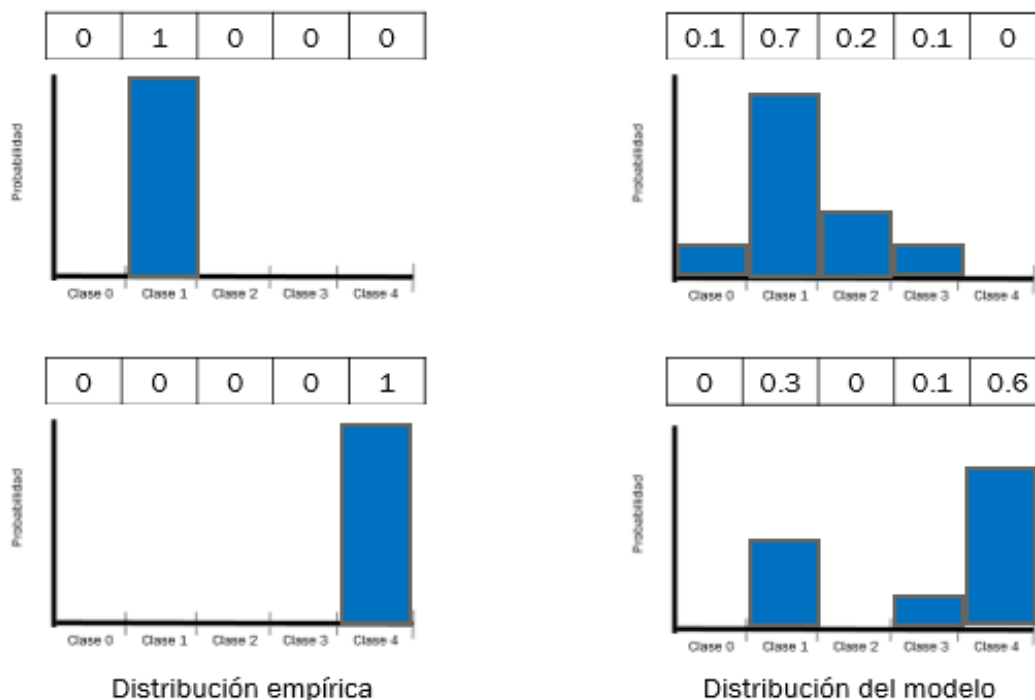 0 1 0 0 0
Probabilidad
Clase 0 Clase 1 Clase 2 Clase 3 Clase 4
0.1 0.7 0.2 0.1 0
Probabilidad
Clase 0 Clase 1 Clase 2 Clase 3 Clase 4
0 0 0 0 1
Probabilidad
Clase 0 Clase 1 Clase 2 Clase 3 Clase 4
Distribución empírica
0 0.3 0 0.1 0.6
Probabilidad
Clase 0 Clase 1 Clase 2 Clase 3 Clase 4
Distribución del modelo